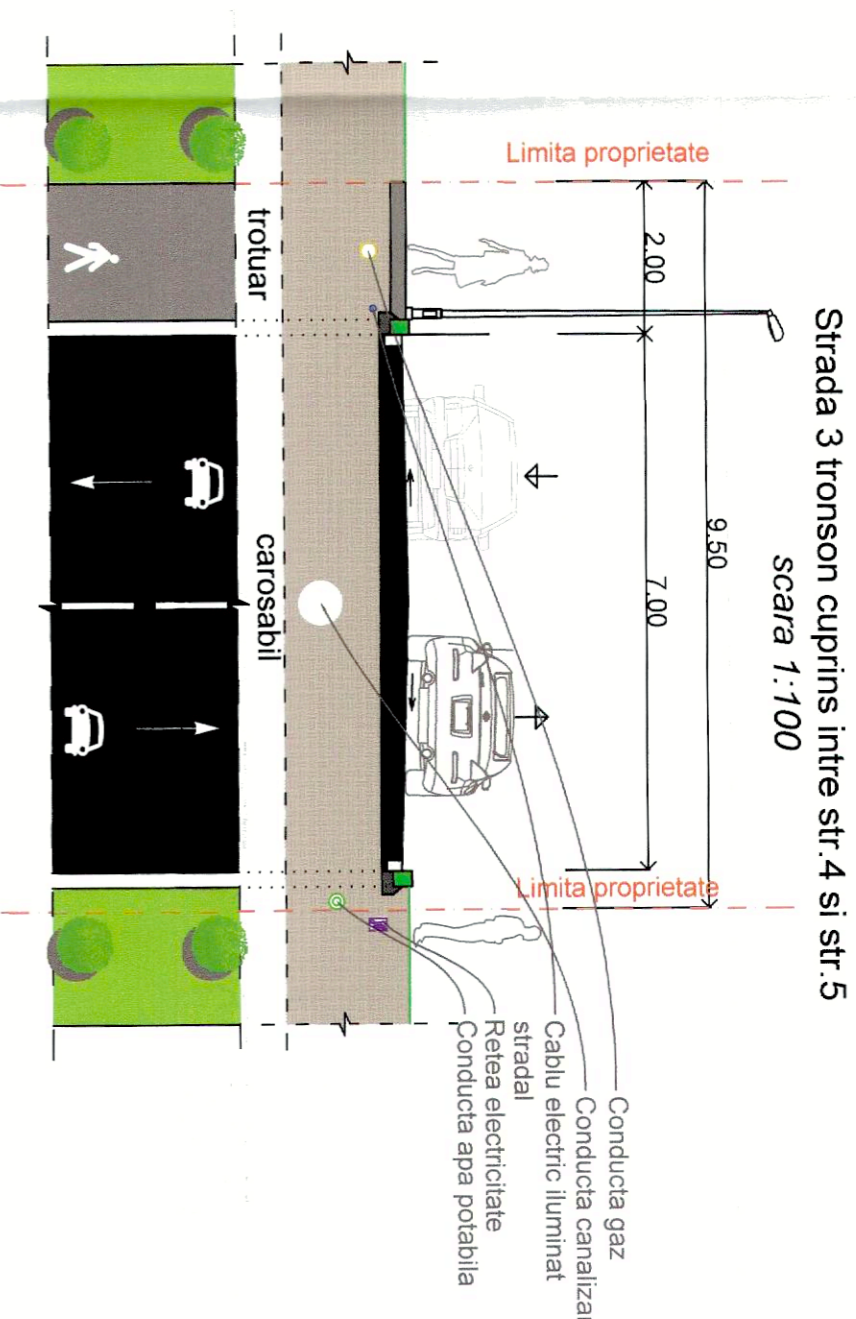 Strada 3 tronson cuprins intre str.4 si str.5
scara 1:100
9.50
2.00
7.00
Limita proprietate
Limita proprietate
Conducta gaz
Conducta canalizar
Cablu electric iluminat
stradal
Retea electricitate
Conducta apa potabila
trotuar
carosabil